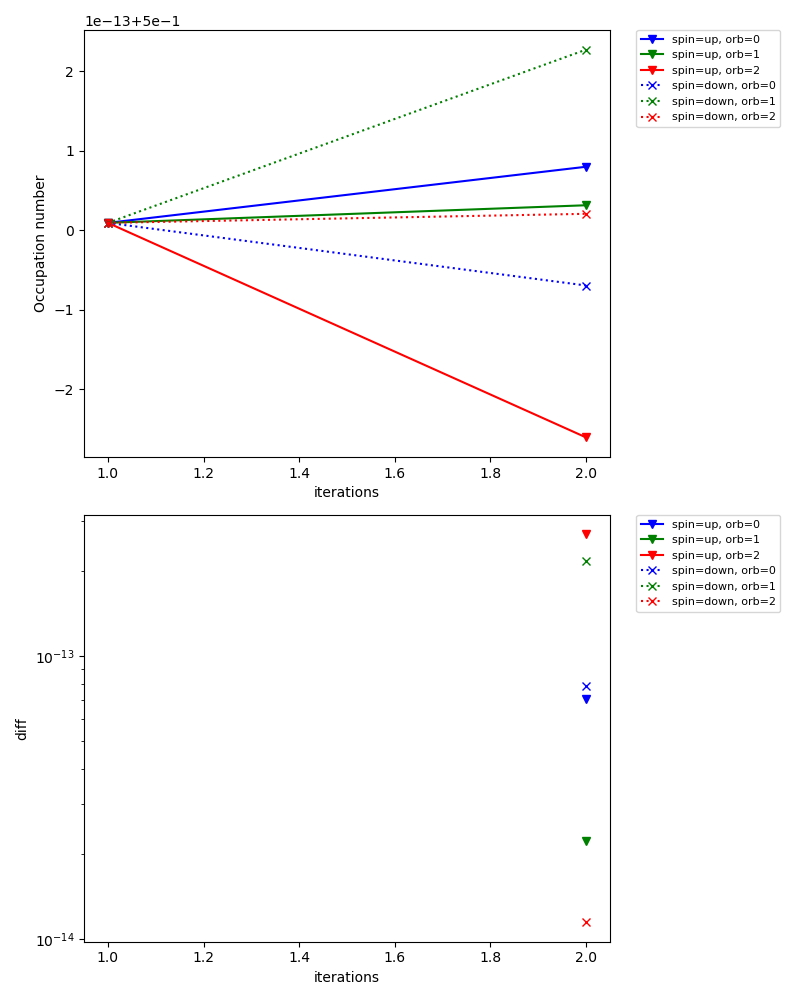 1e−13+5e−1
2
1
0
−1
−2
Occupation number
1.0 1.2 1.4 1.6 1.8 2.0
iterations
spin=up, orb=0
spin=up, orb=1
spin=up, orb=2
spin=down, orb=0
spin=down, orb=1
spin=down, orb=2
10⁻¹³
10⁻¹⁴
diff
1.0 1.2 1.4 1.6 1.8 2.0
iterations
spin=up, orb=0
spin=up, orb=1
spin=up, orb=2
spin=down, orb=0
spin=down, orb=1
spin=down, orb=2